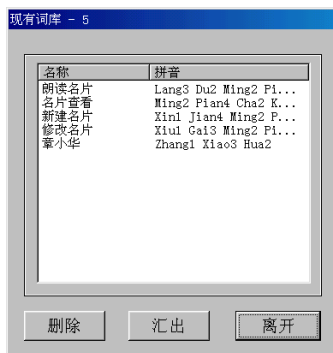 现有词库 - 5
名称 拼音
朗读名片 Lang3 Du2 Ming2 Pi...
名片查看 Ming2 Pian4 Cha2 K...
新建名片 Xin1 Jian4 Ming2 P...
修改名片 Xiu1 Gai3 Ming2 Pi...
章小华 Zhang1 Xiao3 Hua2
删除 汇出 离开